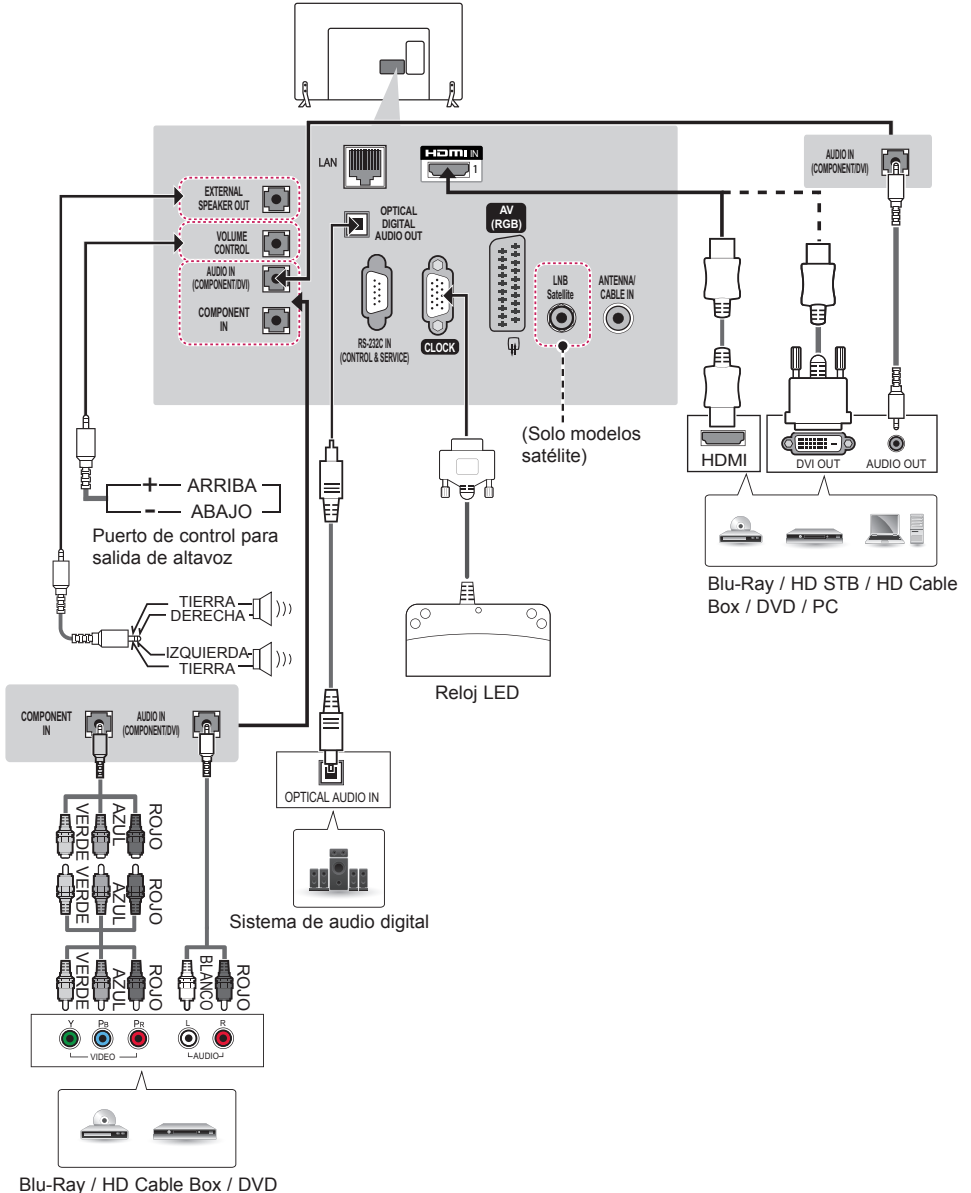 LAN
HDMI IN
1
AUDIO IN
(COMPONENT/DVI)
EXTERNAL
SPEAKER OUT
OPTICAL
DIGITAL
AUDIO OUT
AV
(RGB)
VOLUME
CONTROL
AUDIO IN
(COMPONENT/DVI)
COMPONENT
IN
LNB
Satellite
ANTENNA/
CABLE IN
RS-232C IN
(CONTROL & SERVICE)
CLOCK
(Solo modelos
satélite)
HDMI
DVI OUT
AUDIO OUT
+ ARRIBA
- ABAJO
Puerto de control para
salida de altavoz
Blu-Ray / HD STB / HD Cable
Box / DVD / PC
TIERRA
DERECHA
IZQUIERDA
TIERRA
Reloj LED
COMPONENT
IN
AUDIO IN
(COMPONENT/DVI)
OPTICAL AUDIO IN
VERDE
AZUL
ROJO
VERDE
AZUL
ROJO
Sistema de audio digital
VERDE
AZUL
ROJO
BLANCO
ROJO
Y
PB
PR
L
R
VIDEO
AUDIO
Blu-Ray / HD Cable Box / DVD